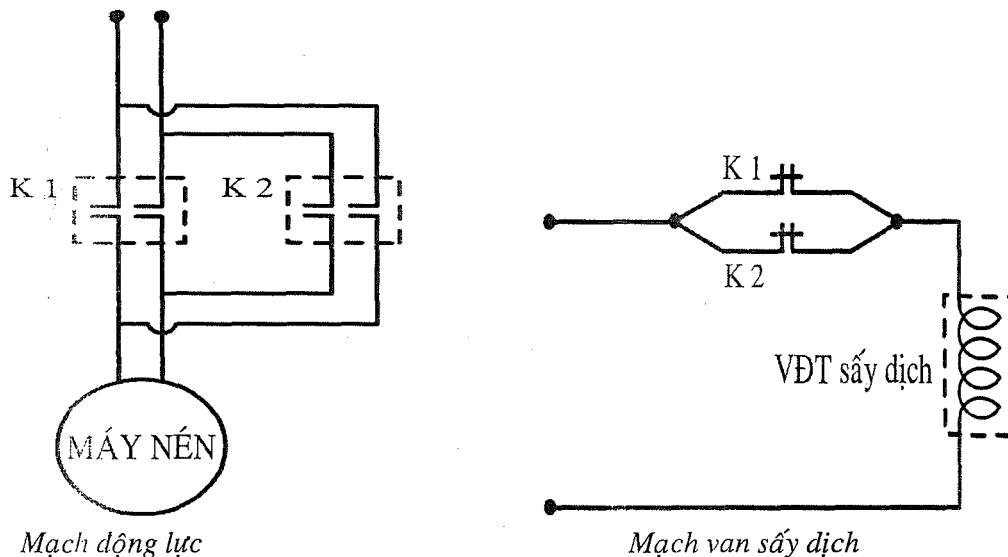 K 1
K 2
MÁY NÉN
Mạch động lực
K 1
K 2
VĐT sấy dịch
Mạch van sấy dịch